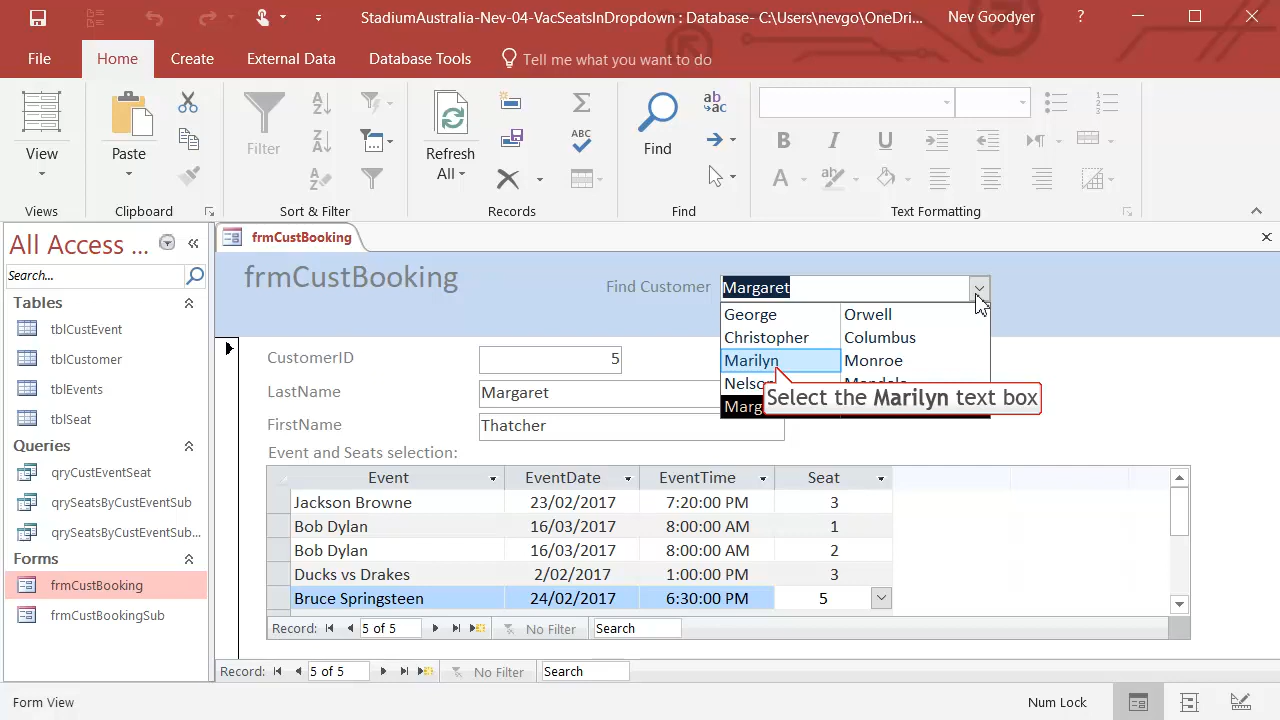 StadiumAustralia-Nev-04-VacSeatsInDropdown : Database- C:\Users\nevgo\OneDri... Nev Goodyer ?
File Home Create External Data Database Tools Tell me what you want to do
View Paste Filter Refresh All ABC Find ab ac B I U A ab
Views Clipboard Sort & Filter Records Find Text Formatting
All Access ...
Search...
Tables
tblCustEvent
tblCustomer
tblEvents
tblSeat
Queries
qryCustEventSeat
qrySeatsByCustEventSub
qrySeatsByCustEventSub...
Forms
frmCustBooking
frmCustBookingSub
frmCustBooking
frmCustBooking
Find Customer Margaret
George Orwell
Christopher Columbus
Marilyn Monroe
Select the Marilyn text box
CustomerID 5
LastName Margaret
FirstName Thatcher
Event and Seats selection:
Event EventDate EventTime Seat
Jackson Browne 23/02/2017 7:20:00 PM 3
Bob Dylan 16/03/2017 8:00:00 AM 1
Bob Dylan 16/03/2017 8:00:00 AM 2
Ducks vs Drakes 2/02/2017 1:00:00 PM 3
Bruce Springsteen 24/02/2017 6:30:00 PM 5
Record: 5 of 5 No Filter Search
Record: 5 of 5 No Filter Search
Form View Num Lock